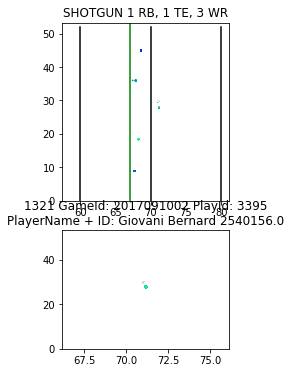 SHOTGUN 1 RB, 1 TE, 3 WR
50
40
30
20
10
0
60 65 70 75 80
1321 GameId: 2017091002 PlayId: 3395
PlayerName + ID: Giovani Bernard 2540156.0
40
20
0
67.5 70.0 72.5 75.0